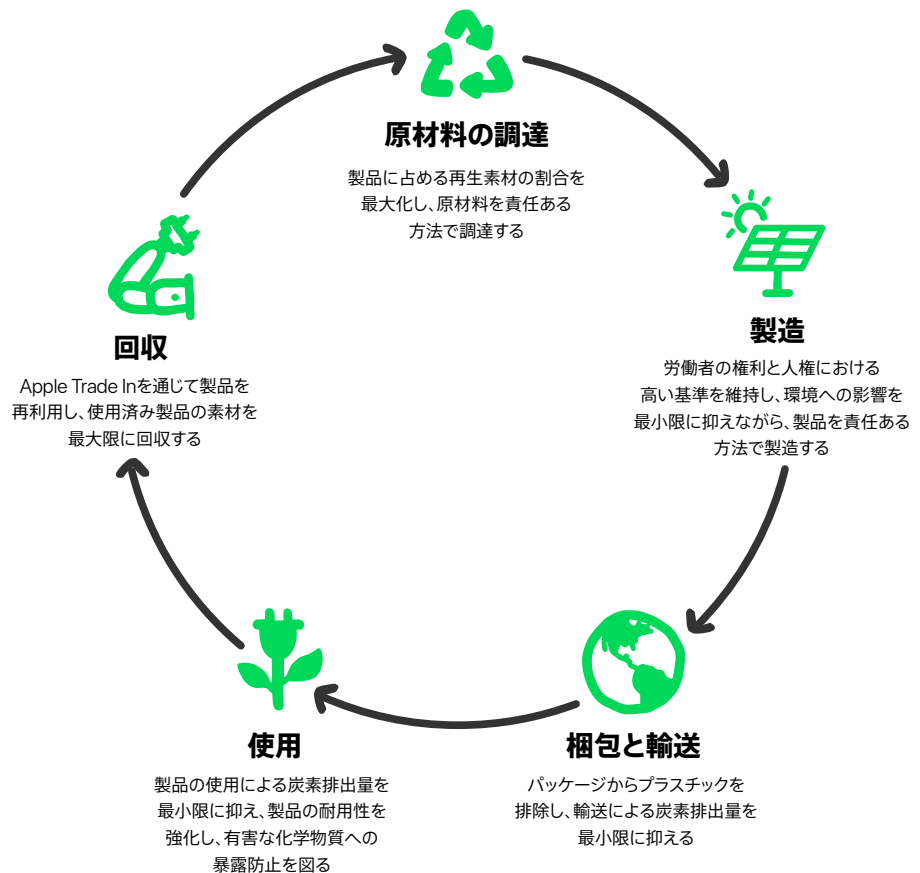 原材料の調達
製品に占める再生素材の割合を
最大化し、原材料を責任ある
方法で調達する
製造
労働者の権利と人権における
高い基準を維持し、環境への影響を
最小限に抑えながら、製品を責任ある
方法で製造する
梱包と輸送
パッケージからプラスチックを
排除し、輸送による炭素排出量を
最小限に抑える
使用
製品の使用による炭素排出量を
最小限に抑え、製品の耐用性を
強化し、有害な化学物質への
暴露防止を図る
回収
Apple Trade Inを通じて製品を
再利用し、使用済み製品の素材を
最大限に回収する